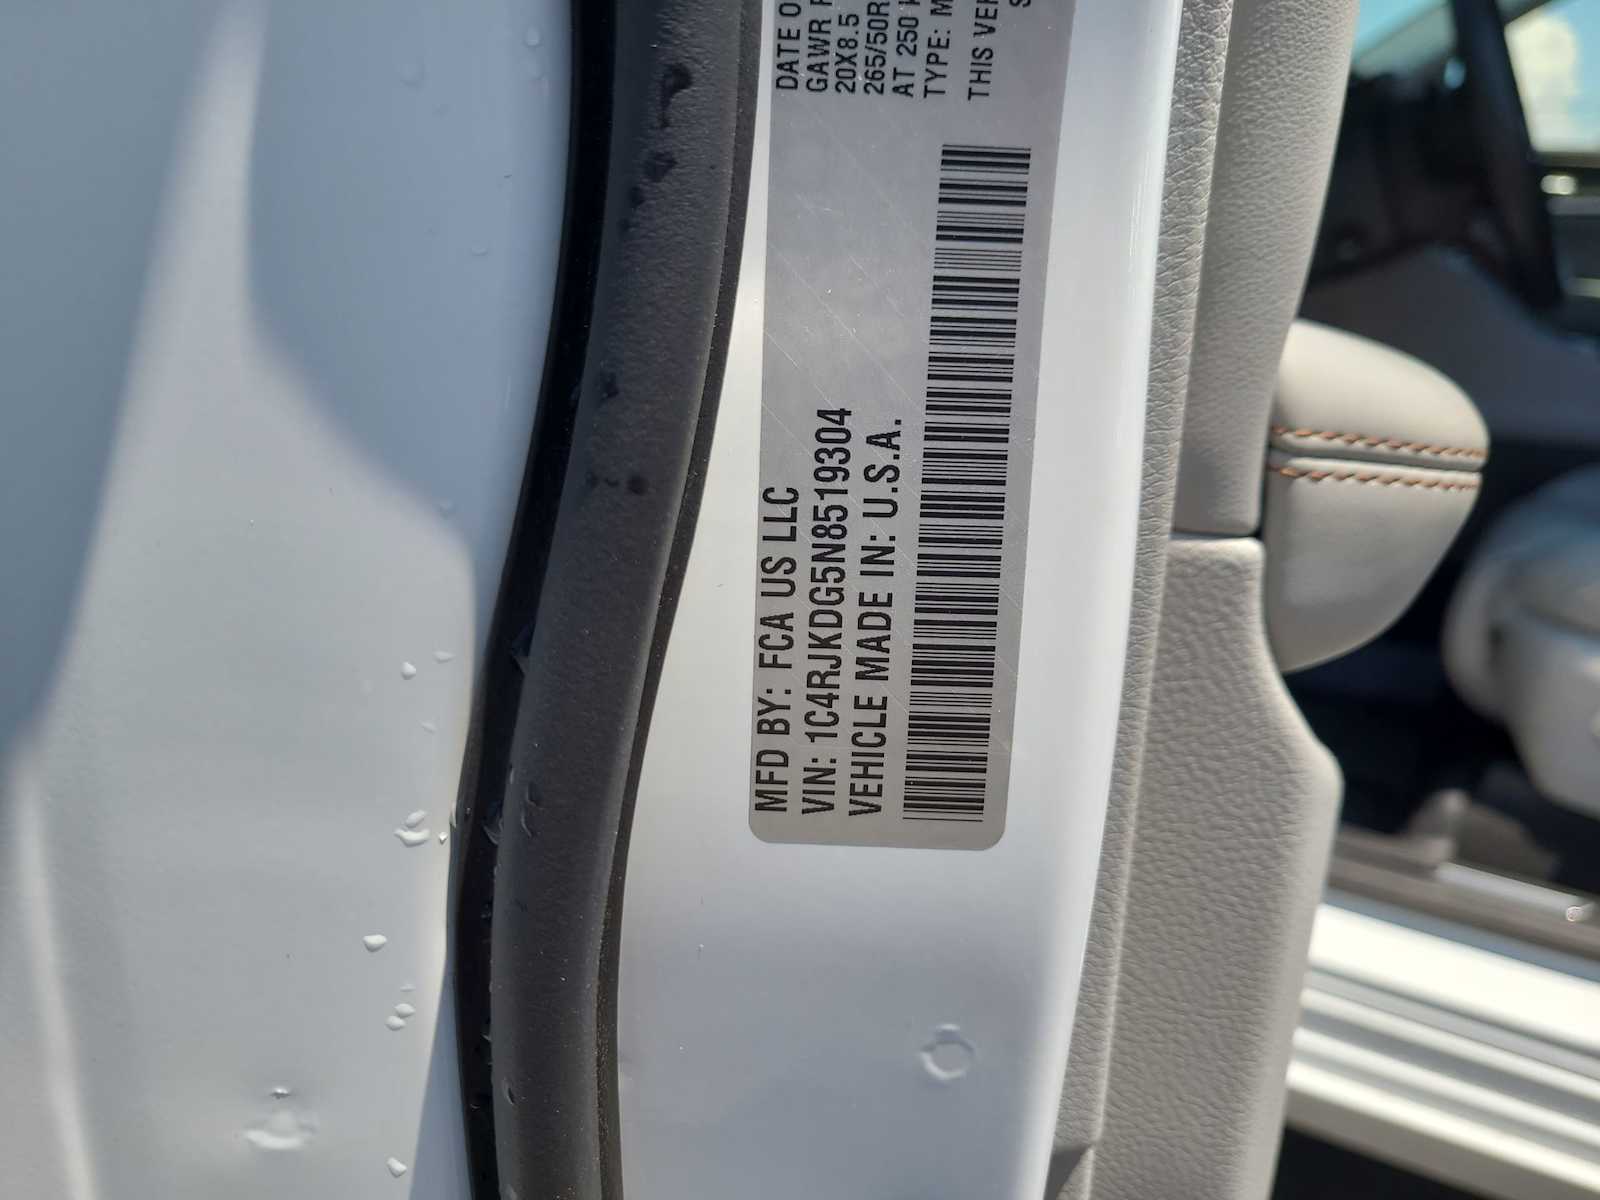 MFD BY: FCA US LLC
VIN: 1C4RJKDG5N8519304
VEHICLE MADE IN: U.S.A.
DATE O
GAWR
20X8.5
265/50R
AT 250
TYPE: M
THIS VEH